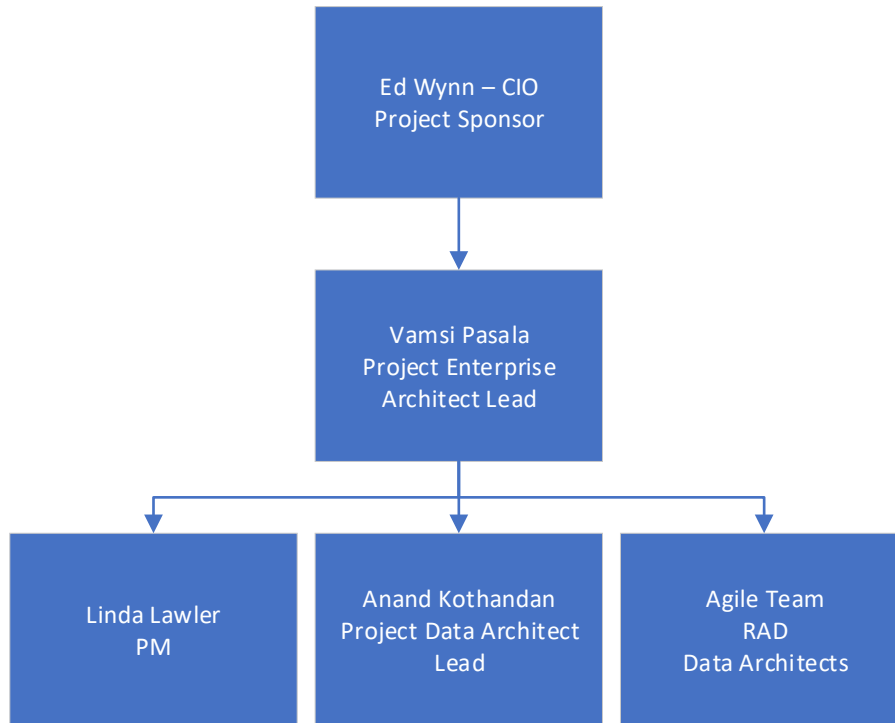 Ed Wynn – CIO
Project Sponsor
Vamsi Pasala
Project Enterprise
Architect Lead
Linda Lawler
PM
Anand Kothandan
Project Data Architect
Lead
Agile Team
RAD
Data Architects